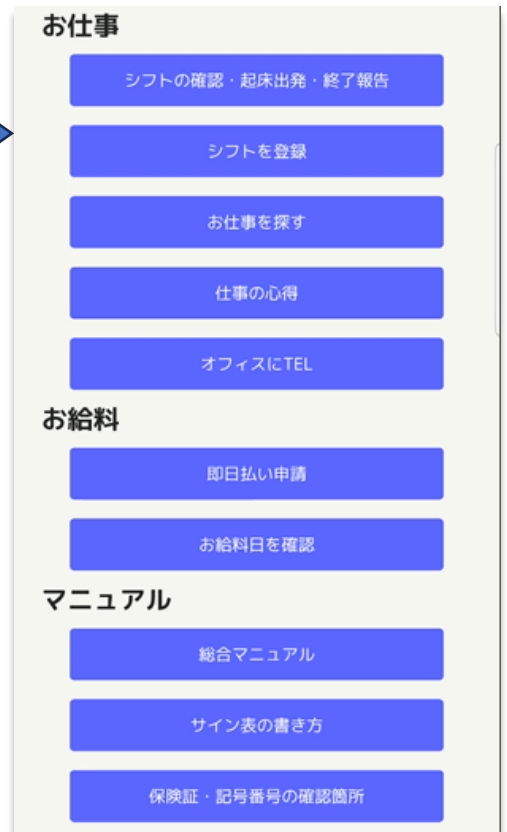 お仕事
シフトの確認・起床出発・終了報告
シフトを登録
お仕事を探す
仕事の心得
オフィスにTEL
お給料
即日払い申請
お給料日を確認
マニュアル
総合マニュアル
サイン表の書き方
保険証・記号番号の確認箇所